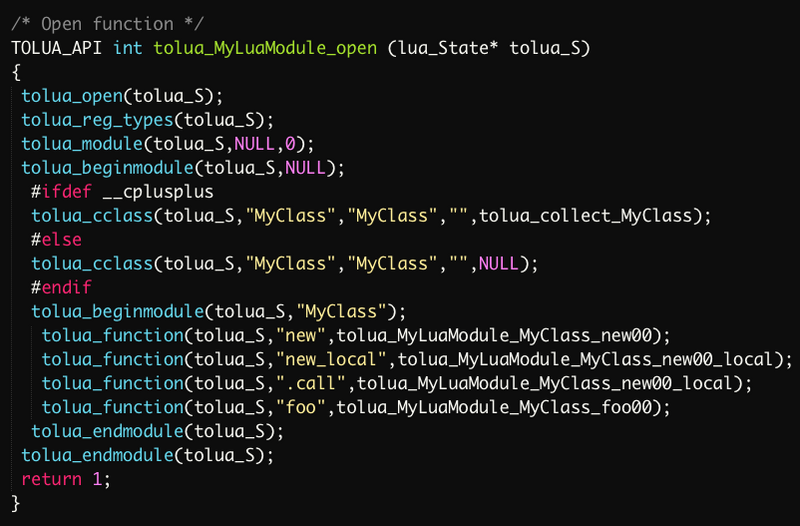 /* Open function */
TOLUA_API int tolua_MyLuaModule_open (lua_State* tolua_S)
{
 tolua_open(tolua_S);
 tolua_reg_types(tolua_S);
 tolua_module(tolua_S,NULL,0);
 tolua_beginmodule(tolua_S,NULL);
  #ifdef __cplusplus
  tolua_cclass(tolua_S,"MyClass","MyClass","",tolua_collect_MyClass);
  #else
  tolua_cclass(tolua_S,"MyClass","MyClass","",NULL);
  #endif
  tolua_beginmodule(tolua_S,"MyClass");
   tolua_function(tolua_S,"new",tolua_MyLuaModule_MyClass_new00);
   tolua_function(tolua_S,"new_local",tolua_MyLuaModule_MyClass_new00_local);
   tolua_function(tolua_S,".call",tolua_MyLuaModule_MyClass_new00_local);
   tolua_function(tolua_S,"foo",tolua_MyLuaModule_MyClass_foo00);
  tolua_endmodule(tolua_S);
 tolua_endmodule(tolua_S);
 return 1;
}